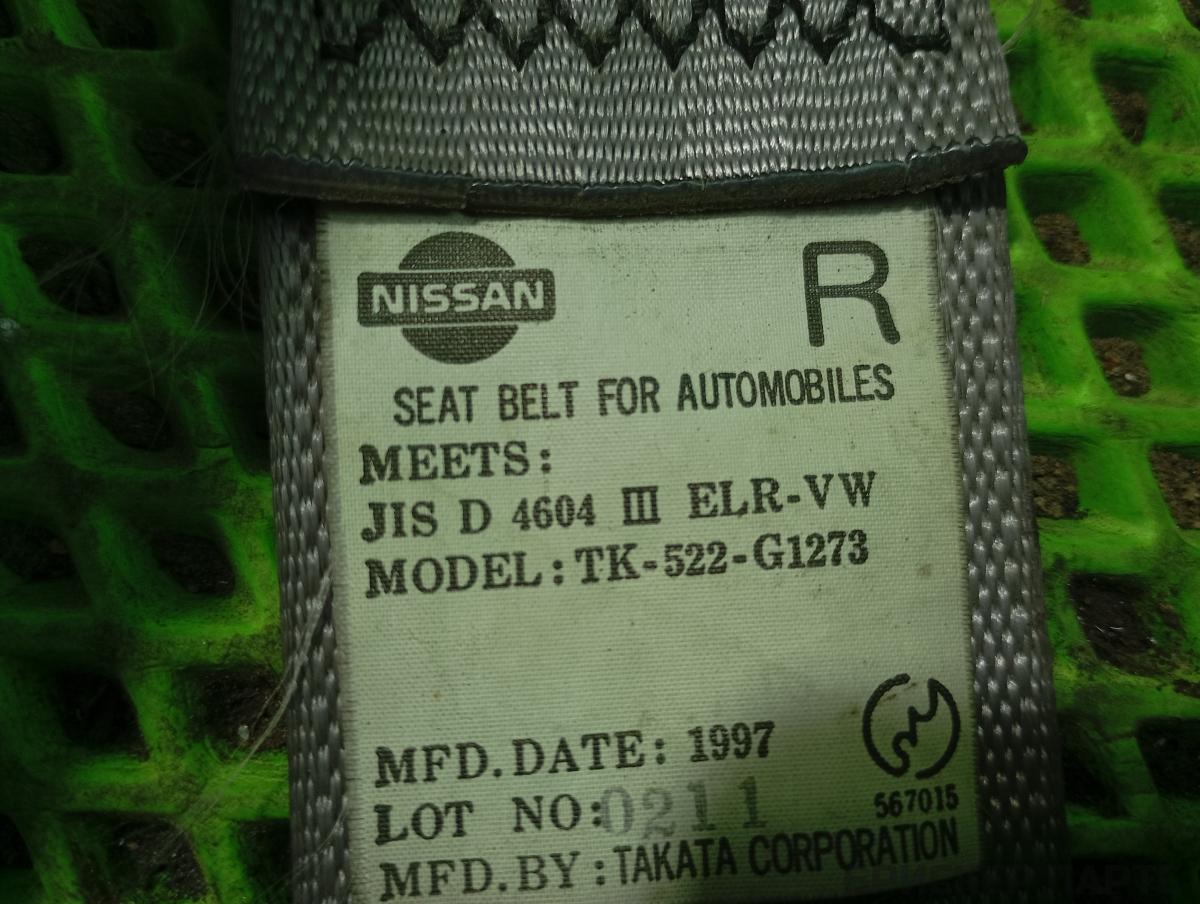 NISSAN
R
SEAT BELT FOR AUTOMOBILES
MEETS:
JIS D 4604 III ELR-VW
MODEL: TK-522-G1273
MFD. DATE: 1997
LOT NO: 0211
567015
MFD. BY: TAKATA CORPORATION